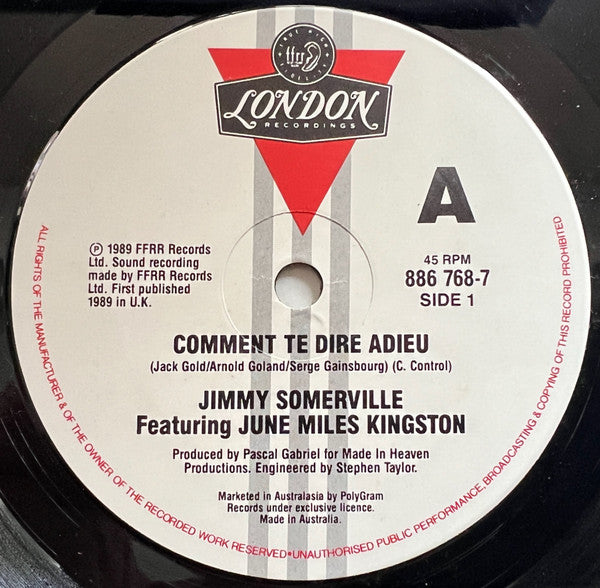 ffrr
LONDON
RECORDINGS
A
℗ 1989 FFRR Records
Ltd. Sound recording
made by FFRR Records
Ltd. First published
1989 in U.K.
45 RPM
886 768-7
SIDE 1
COMMENT TE DIRE ADIEU
(Jack Gold/Arnold Goland/Serge Gainsbourg) (C. Control)
JIMMY SOMERVILLE
Featuring JUNE MILES KINGSTON
Produced by Pascal Gabriel for Made In Heaven
Productions. Engineered by Stephen Taylor.
Marketed in Australasia by PolyGram
Records under exclusive licence.
Made in Australia.
ALL RIGHTS OF THE MANUFACTURER & OF THE OWNER OF THE RECORDED WORK RESERVED•UNAUTHORISED PUBLIC PERFORMANCE, BROADCASTING & COPYING OF THIS RECORD PROHIBITED